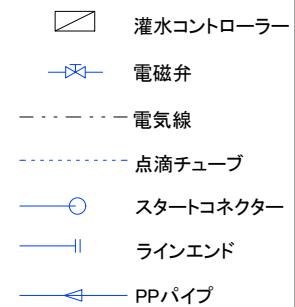 灌水コントローラー
電磁弁
電気線
点滴チューブ
スタートコネクター
ラインエンド
PPパイプ